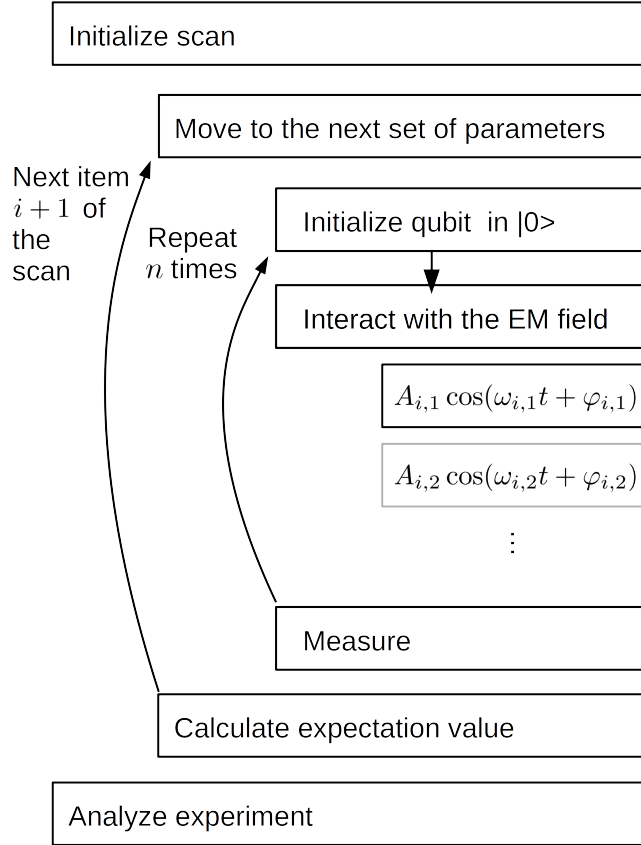 Initialize scan
Move to the next set of parameters
Next item
i + 1 of
the
scan
Repeat
n times
Initialize qubit in |0>
Interact with the EM field
A_{i,1} cos(ω_{i,1}t + φ_{i,1})
A_{i,2} cos(ω_{i,2}t + φ_{i,2})
⋮
Measure
Calculate expectation value
Analyze experiment